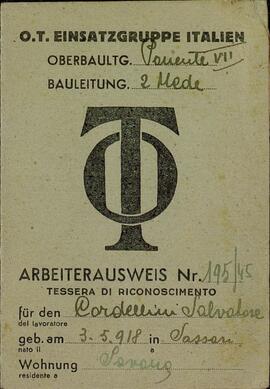 O.T. EINSATZGRUPPE ITALIEN
OBERBAULTG. Ponente VII
BAULEITUNG. 2 Mede
OT
ARBEITERAUSWEIS Nr. 195/45
TESSERA DI RICONOSCIMENTO
für den Cordellini Salvatore
del lavoratore
geb. am 3-5-918 in Sassari
nato il a
Wohnung Savona
residente a